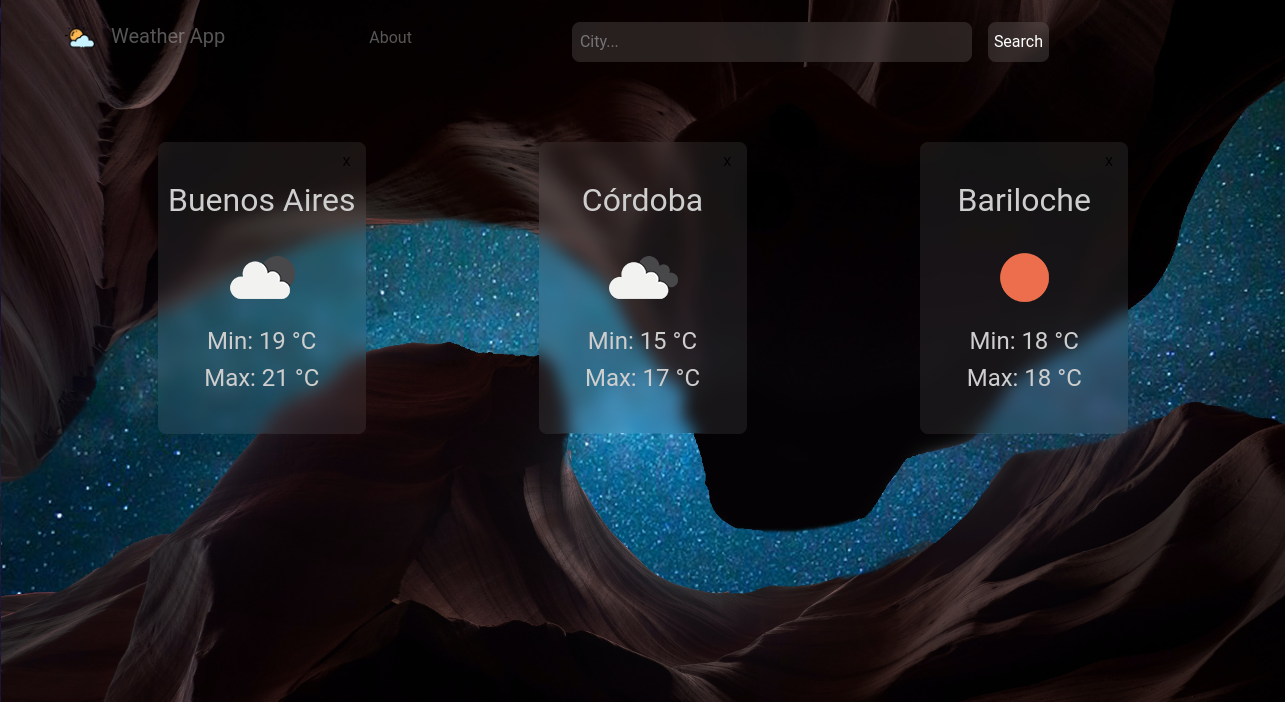 Weather App
About
City...
Search
x
Buenos Aires
Min: 19 °C
Max: 21 °C
x
Córdoba
Min: 15 °C
Max: 17 °C
x
Bariloche
Min: 18 °C
Max: 18 °C